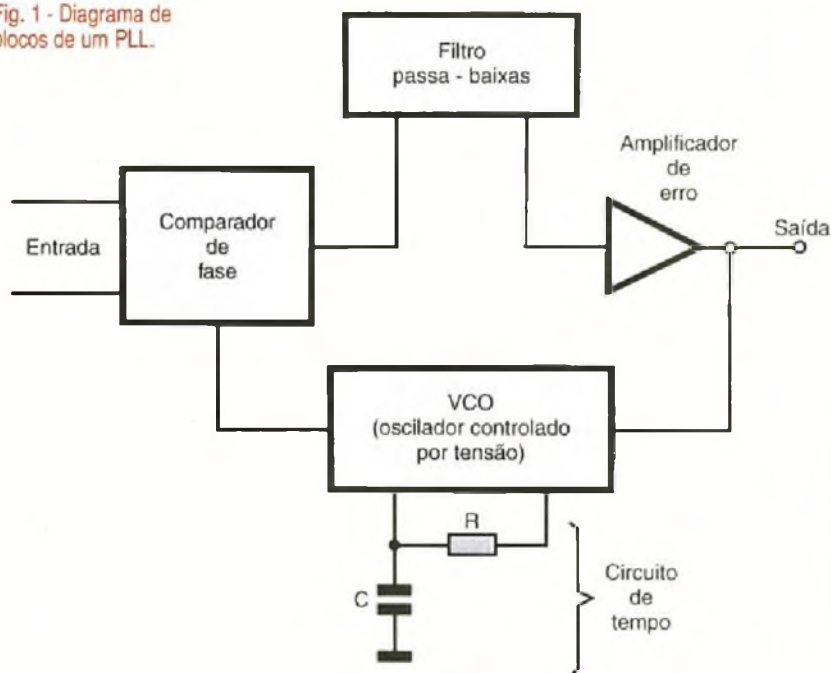 Fig. 1 - Diagrama de
blocos de um PLL.
Filtro
passa - baixas
Amplificador
de
erro
Saída
Entrada
Comparador
de
fase
VCO
(oscilador controlado
por tensão)
R
C
Circuito
de
tempo